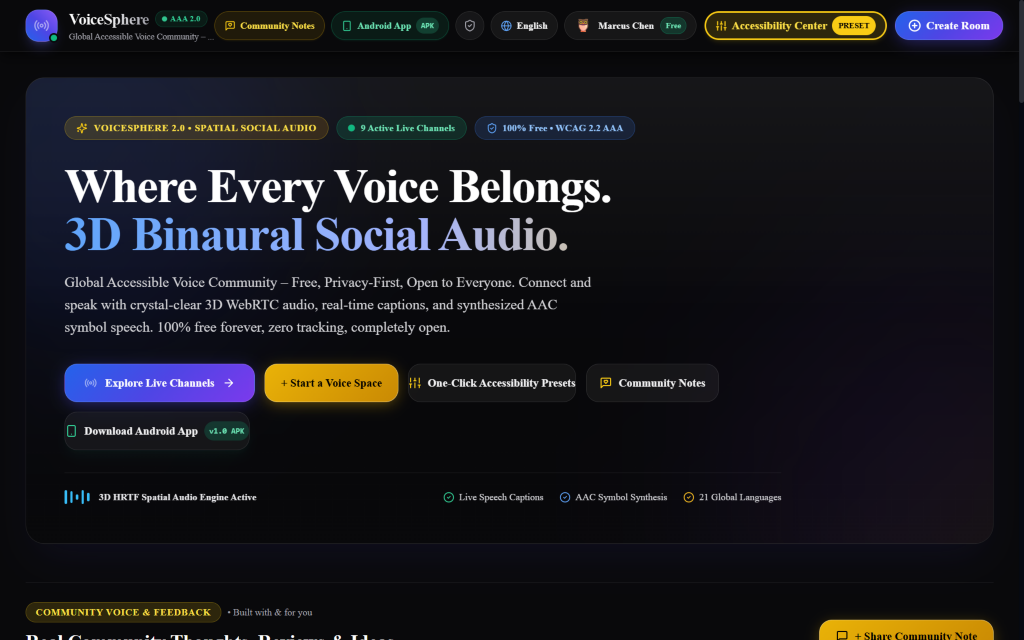 VoiceSphere
AAA 2.0
Global Accessible Voice Community – ...
Community Notes
Android App APK
English
Marcus Chen Free
Accessibility Center PRESET
Create Room
VOICESPHERE 2.0 • SPATIAL SOCIAL AUDIO
9 Active Live Channels
100% Free • WCAG 2.2 AAA
Where Every Voice Belongs.
3D Binaural Social Audio.
Global Accessible Voice Community – Free, Privacy-First, Open to Everyone. Connect and
speak with crystal-clear 3D WebRTC audio, real-time captions, and synthesized AAC
symbol speech. 100% free forever, zero tracking, completely open.
Explore Live Channels
+ Start a Voice Space
One-Click Accessibility Presets
Community Notes
Download Android App v1.0 APK
3D HRTF Spatial Audio Engine Active
Live Speech Captions
AAC Symbol Synthesis
21 Global Languages
COMMUNITY VOICE & FEEDBACK
• Built with & for you
Real Community Thoughts, Reviews & Ideas
+ Share Community Note